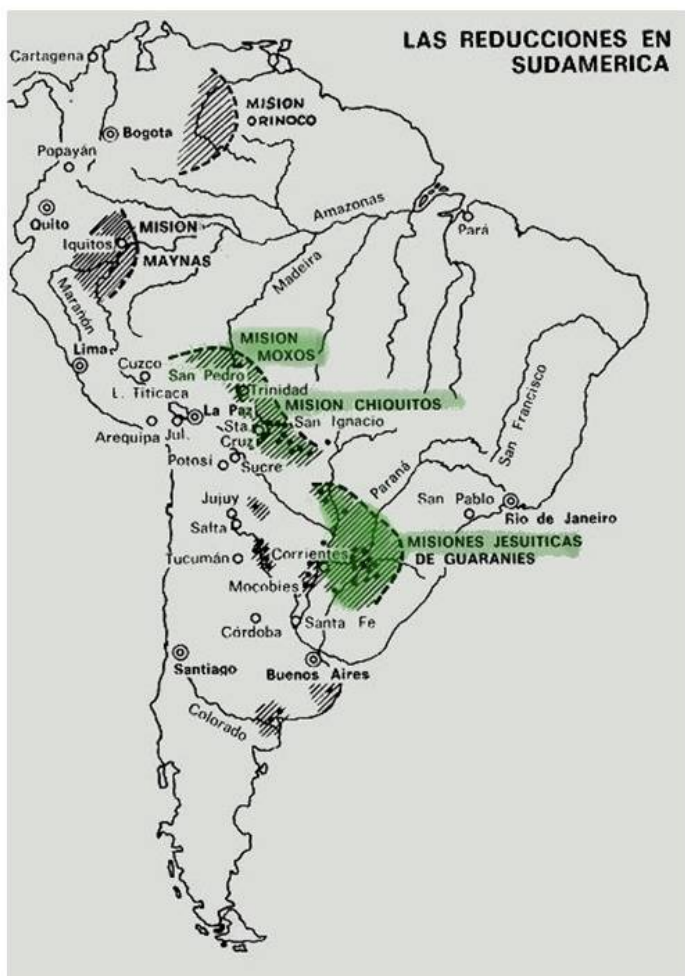 LAS REDUCCIONES EN
SUDAMERICA
Cartagena
MISION
ORINOCO
Bogota
Popayán
Quito
Amazonas
Pará
MISION
Iquitos
MAYNAS
Madeira
Marañón
MISION
MOXOS
Lima
Cuzco
San Pedro
L. Titicaca
Trinidad
MISION CHIQUITOS
La Paz
San Ignacio
Arequipa
Jul.
Sta.
Cruz
San Francisco
Potosí
Sucre
Paraná
San Pablo
Rio de Janeiro
Jujuy
Salta
MISIONES JESUITICAS
DE GUARANIES
Tucumán
Corrientes
Mocobies
Córdoba
Santa Fe
Santiago
Buenos Aires
Colorado